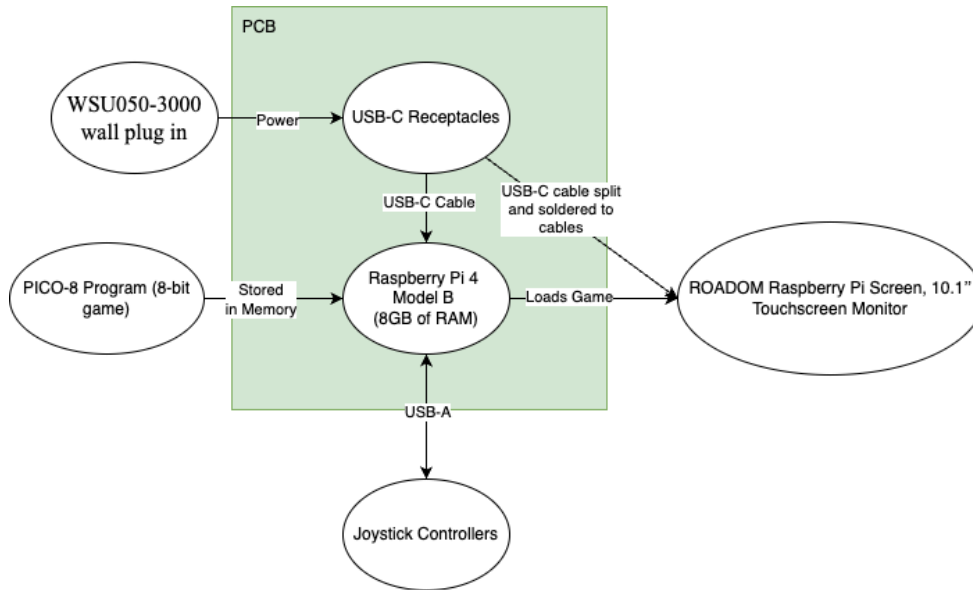 PCB
WSU050-3000
wall plug in
Power
USB-C Receptacles
USB-C Cable
USB-C cable split
and soldered to
cables
PICO-8 Program (8-bit
game)
Stored
in Memory
Raspberry Pi 4
Model B
(8GB of RAM)
Loads Game
ROADOM Raspberry Pi Screen, 10.1”
Touchscreen Monitor
USB-A
Joystick Controllers